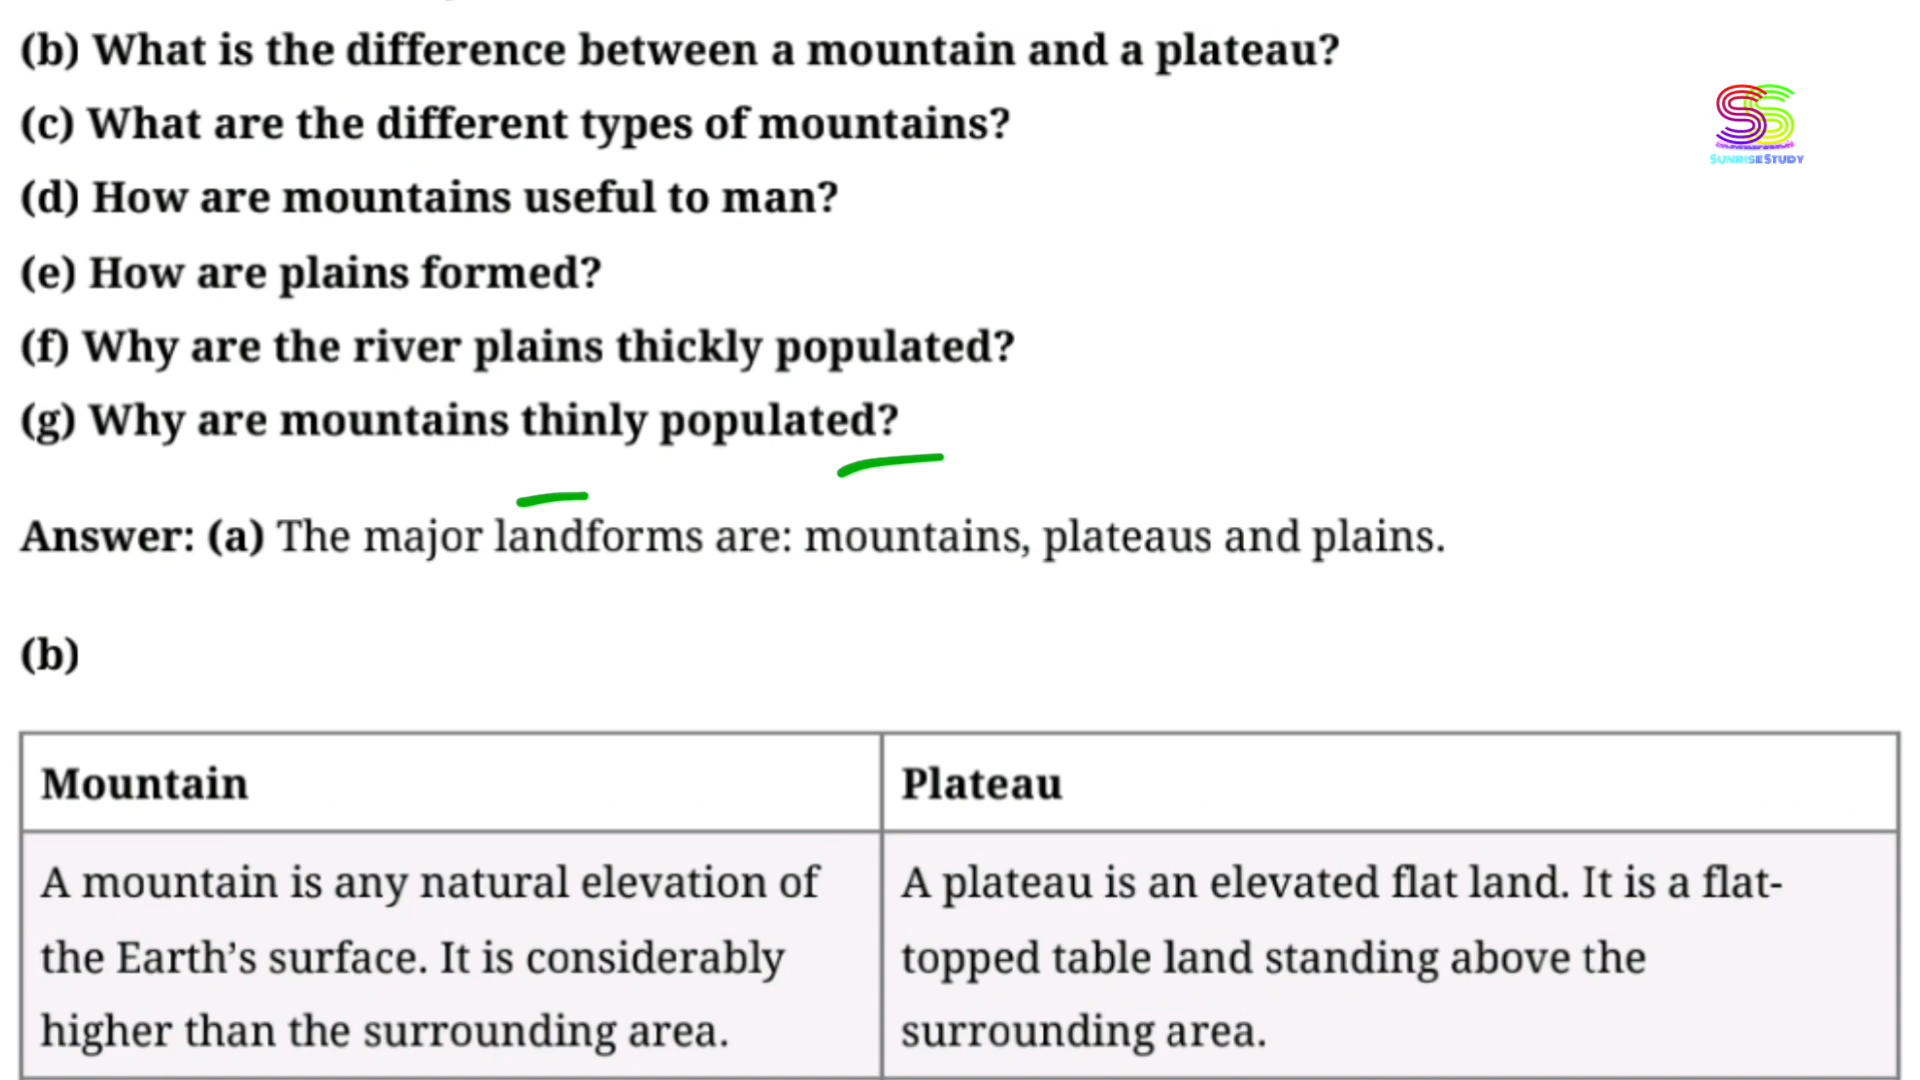 (b) What is the difference between a mountain and a plateau?
(c) What are the different types of mountains?
SS
SUNRISE STUDY
(d) How are mountains useful to man?
(e) How are plains formed?
(f) Why are the river plains thickly populated?
(g) Why are mountains thinly populated?
Answer: (a) The major landforms are: mountains, plateaus and plains.
(b)
Mountain
Plateau
A mountain is any natural elevation of
the Earth’s surface. It is considerably
higher than the surrounding area.
A plateau is an elevated flat land. It is a flat-
topped table land standing above the
surrounding area.